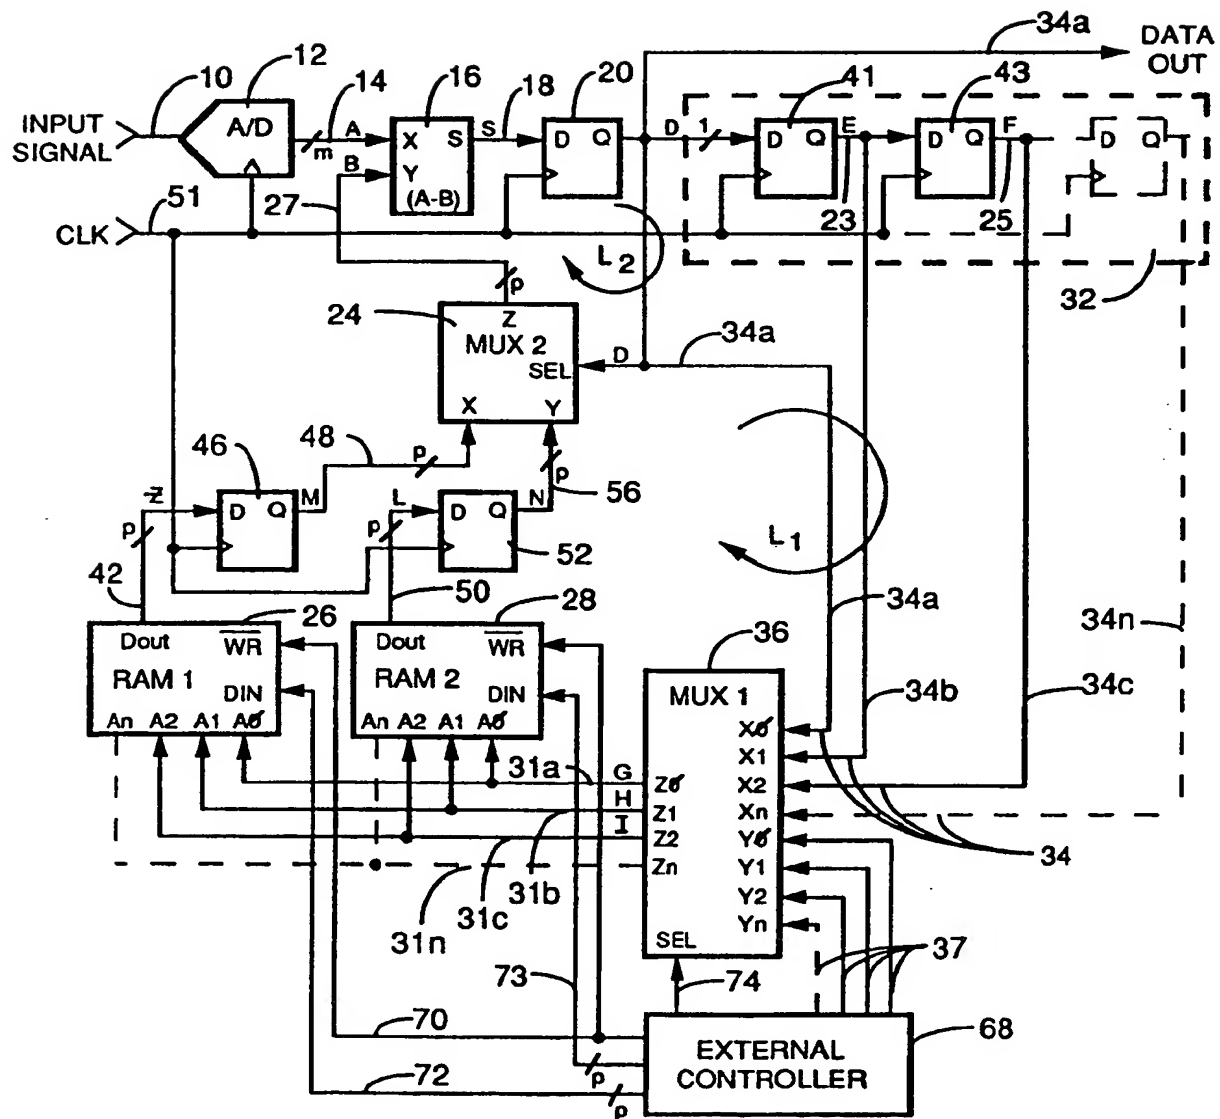 34a
DATA
OUT
10
12
14
16
18
20
41
43
INPUT
SIGNAL
A/D
m
A
X
S
S
D Q
D
1
D Q
E
D Q
F
D Q
B
Y
(A-B)
51
27
CLK
23
25
L2
32
p
24
Z
MUX 2
SEL
D
34a
X
Y
46
48
p
p
56
Z
D Q
M
L
D Q
N
p
p
52
L1
42
50
26
28
34a
34n
Dout
WR
RAM 1
DIN
An A2 A1 A0
Dout
WR
RAM 2
DIN
An A2 A1 A0
36
MUX 1
34b
34c
31a
G
H
I
Z0
Z1
Z2
Zn
X0
X1
X2
Xn
Y0
Y1
Y2
Yn
34
31b
31c
31n
SEL
37
73
74
70
68
EXTERNAL
CONTROLLER
72
p
p